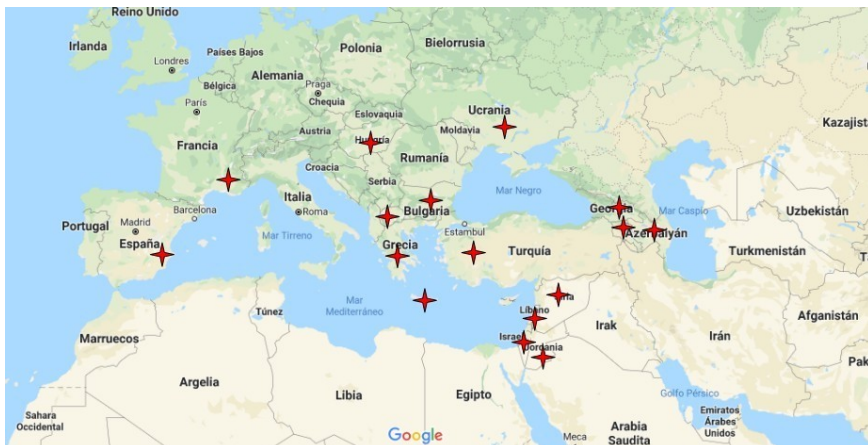 Reino Unido
Irlanda
Londres
Países Bajos
Polonia
Bielorrusia
Alemania
Bélgica
Praga
Chequia
París
Eslovaquia
Ucrania
Kazajist
Francia
Austria
Hungría
Moldavia
Croacia
Rumanía
Serbia
Italia
Mar Negro
Mar Caspio
Georgia
Uzbekistán
Portugal
Madrid
Barcelona
Roma
Bulgaria
España
Mar Tirreno
Estambul
Azerbaiyán
Grecia
Turquía
Turkmenistán
Mar
Mediterráneo
Túnez
Siria
Líbano
Afganistán
Marruecos
Israel
Irak
Irán
Jordania
Pak
Argelia
Libia
Egipto
Golfo Pérsico
Sahara
Occidental
Google
Arabia
Saudita
Emiratos
Árabes
Unidos
Meca